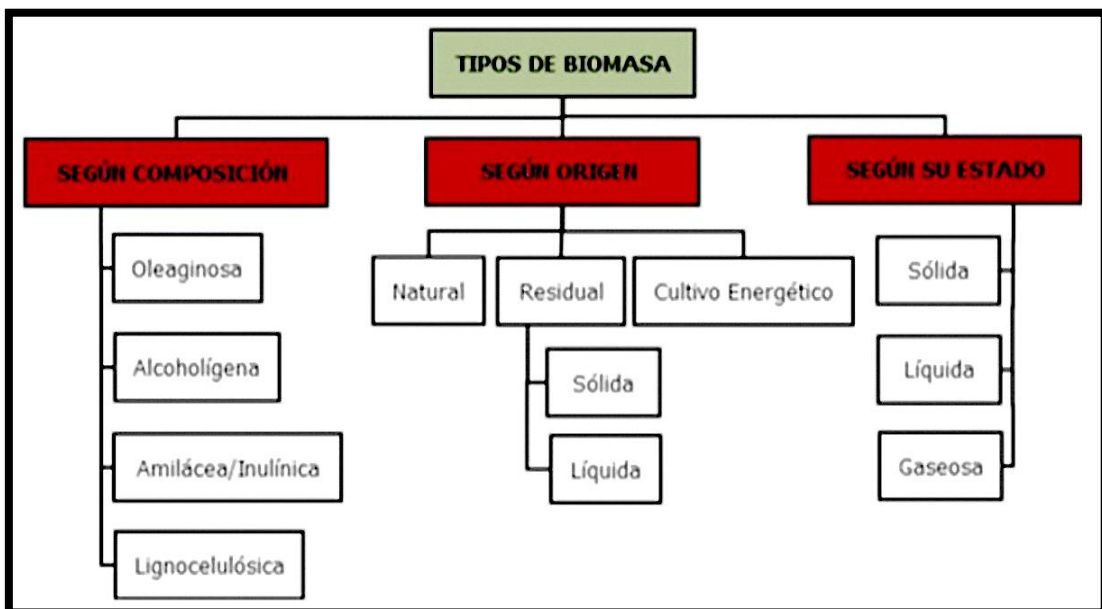 TIPOS DE BIOMASA
SEGÚN COMPOSICIÓN
Oleaginosa
Alcoholígena
Amilácea/Inulínica
Lignocelulósica
SEGÚN ORIGEN
Natural
Residual
Sólida
Líquida
Cultivo Energético
SEGÚN SU ESTADO
Sólida
Líquida
Gaseosa